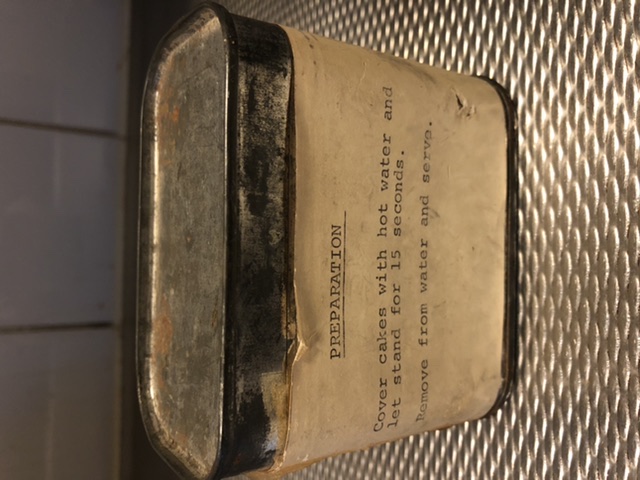 PREPARATION
Cover cakes with hot water and
let stand for 15 seconds.
Remove from water and serve.